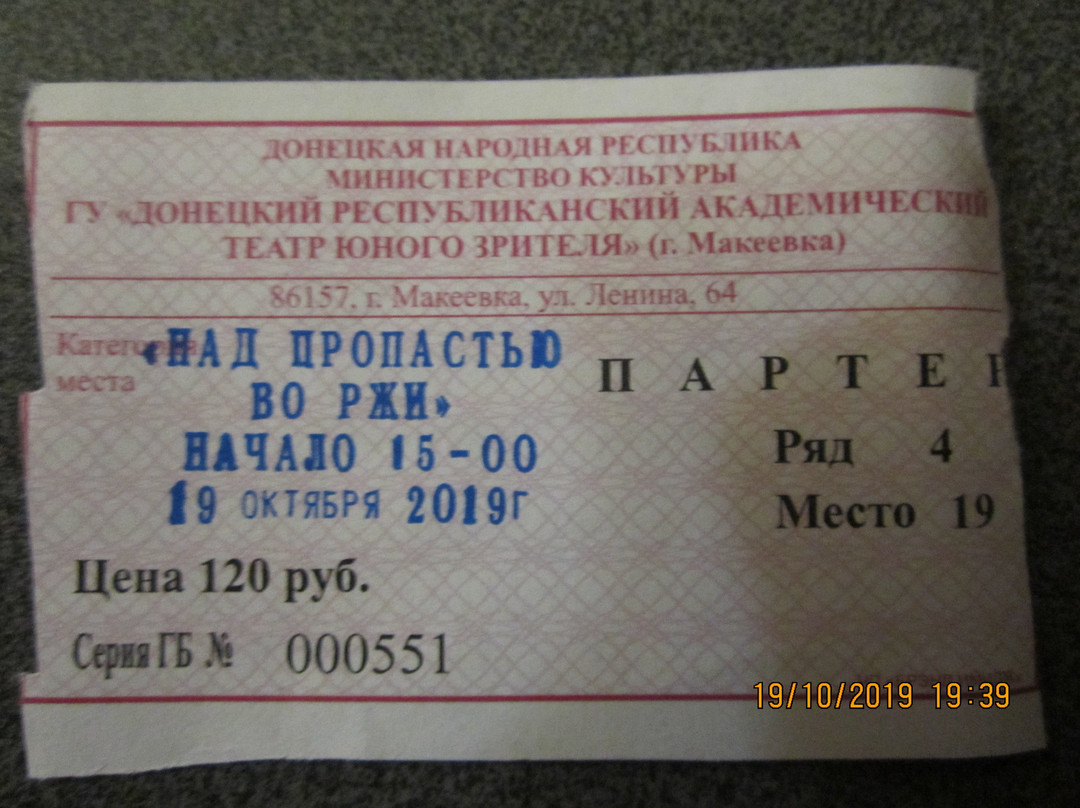 ДОНЕЦКАЯ НАРОДНАЯ РЕСПУБЛИКА
МИНИСТЕРСТВО КУЛЬТУРЫ
ГУ «ДОНЕЦКИЙ РЕСПУБЛИКАНСКИЙ АКАДЕМИЧЕСКИЙ
ТЕАТР ЮНОГО ЗРИТЕЛЯ» (г. Макеевка)
86157, г. Макеевка, ул. Ленина, 64
Категория
места
«НАД ПРОПАСТЬЮ
ВО РЖИ»
НАЧАЛО 15-00
19 ОКТЯБРЯ 2019г
П А Р Т Е Р
Ряд 4
Место 19
Цена 120 руб.
Серия ГБ № 000551
19/10/2019 19:39